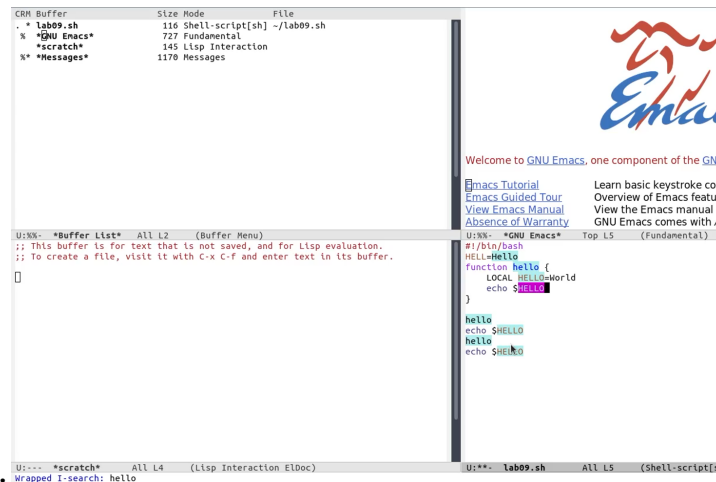 CRM Buffer Size Mode File
. * lab09.sh 116 Shell-script[sh] ~/lab09.sh
% *GNU Emacs* 727 Fundamental
*scratch* 145 Lisp Interaction
%* *Messages* 1170 Messages
U:%%- *Buffer List* All L2 (Buffer Menu)
Emacs
Welcome to GNU Emacs, one component of the GN
Emacs Tutorial Learn basic keystroke co
Emacs Guided Tour Overview of Emacs featu
View Emacs Manual View the Emacs manual
Absence of Warranty GNU Emacs comes with
U:%%- *GNU Emacs* Top L5 (Fundamental)
;; This buffer is for text that is not saved, and for Lisp evaluation.
;; To create a file, visit it with C-x C-f and enter text in its buffer.
U:--- *scratch* All L4 (Lisp Interaction ElDoc)
#!/bin/bash
HELL=Hello
function hello {
LOCAL HELLO=World
echo $HELLO
}
hello
echo $HELLO
hello
echo $HELLO
U:**- lab09.sh All L5 (Shell-script[
Wrapped I-search: hello